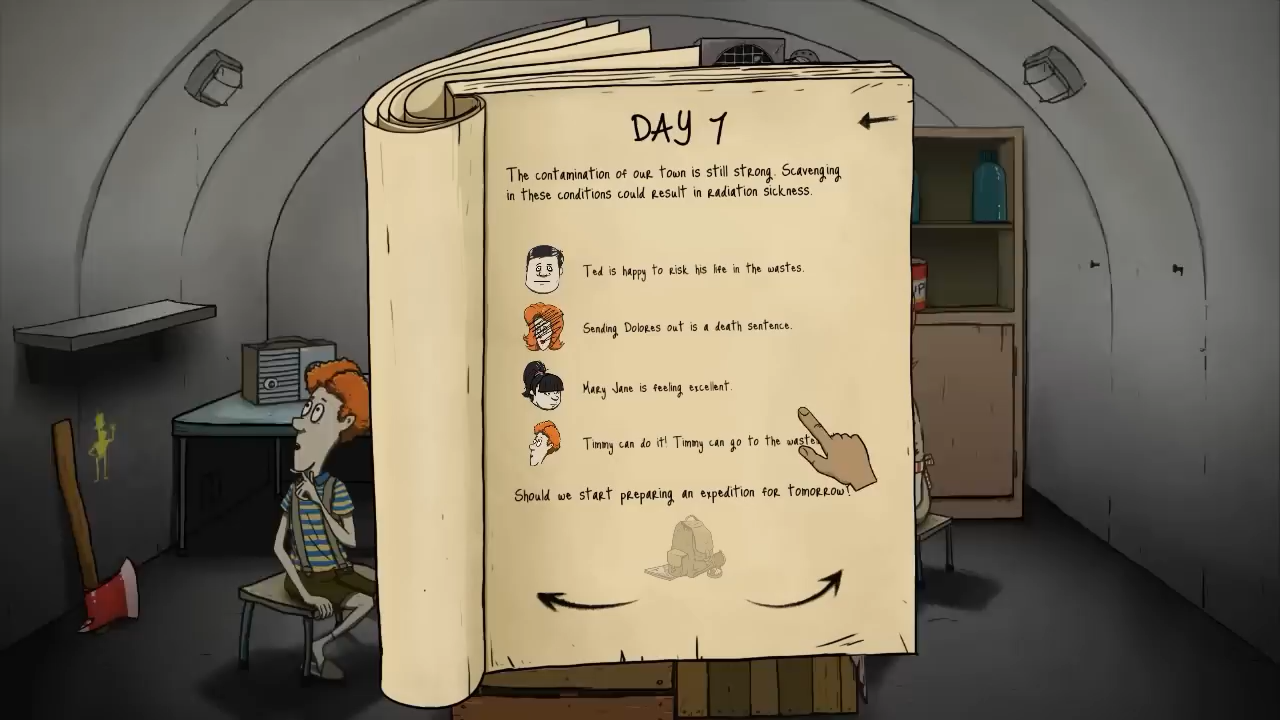 DAY 7
The contamination of our town is still strong. Scavenging
in these conditions could result in radiation sickness.
Ted is happy to risk his life in the wastes.
Sending Dolores out is a death sentence.
Mary Jane is feeling excellent.
Timmy can do it! Timmy can go to the
Should we start preparing an expedition for tomorrow?
UP